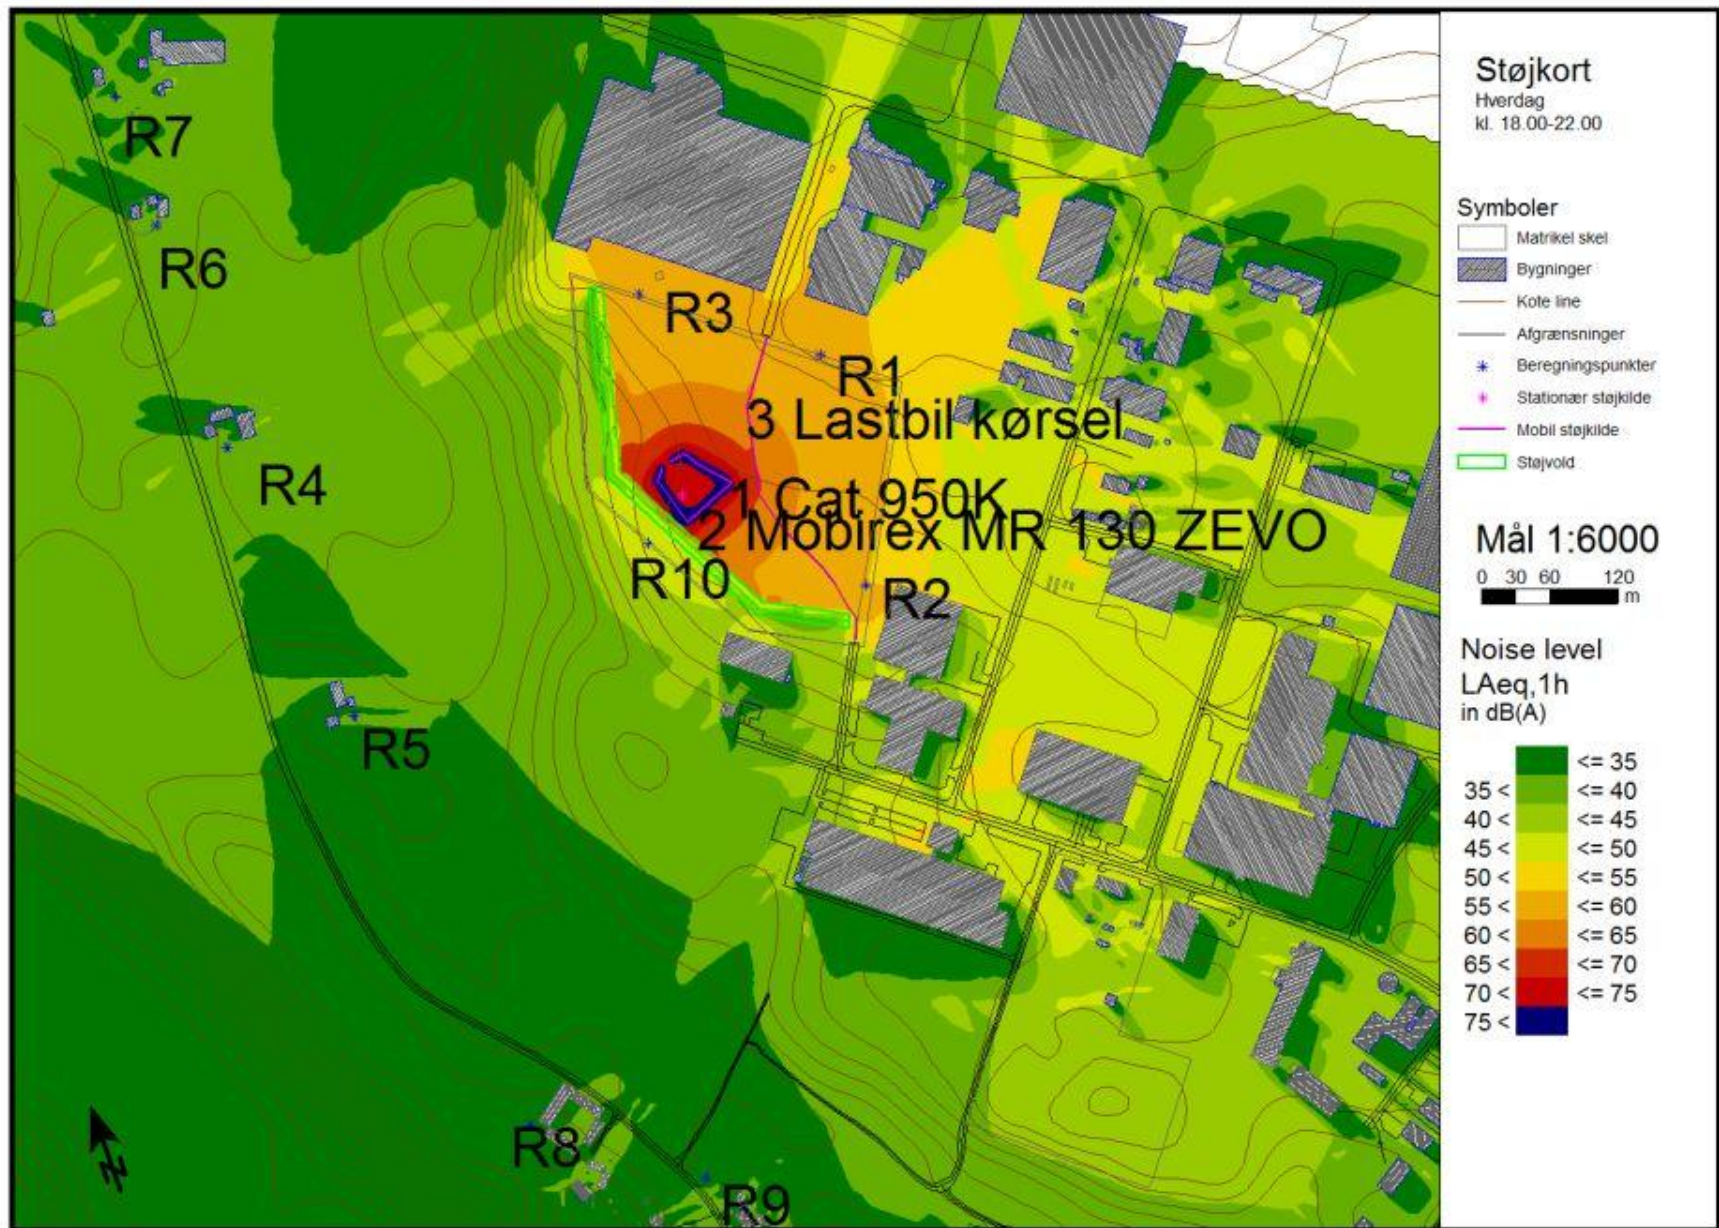 R7
R6
R3
R1
3 Lastbil kørsel
R4
1 Cat 950K
2 Mobirex MR 130 ZEVO
R10
R2
R5
R8
R9
N
Støjkort
Hverdag
kl. 18.00-22.00
Symboler
Matrikel skel
Bygninger
Kote line
Afgrænsninger
Beregningspunkter
Stationær støjkilde
Mobil støjkilde
Støjvold
Mål 1:6000
0 30 60 120
m
Noise level
LAeq,1h
in dB(A)
<= 35
35 < <= 40
40 < <= 45
45 < <= 50
50 < <= 55
55 < <= 60
60 < <= 65
65 < <= 70
70 < <= 75
75 <